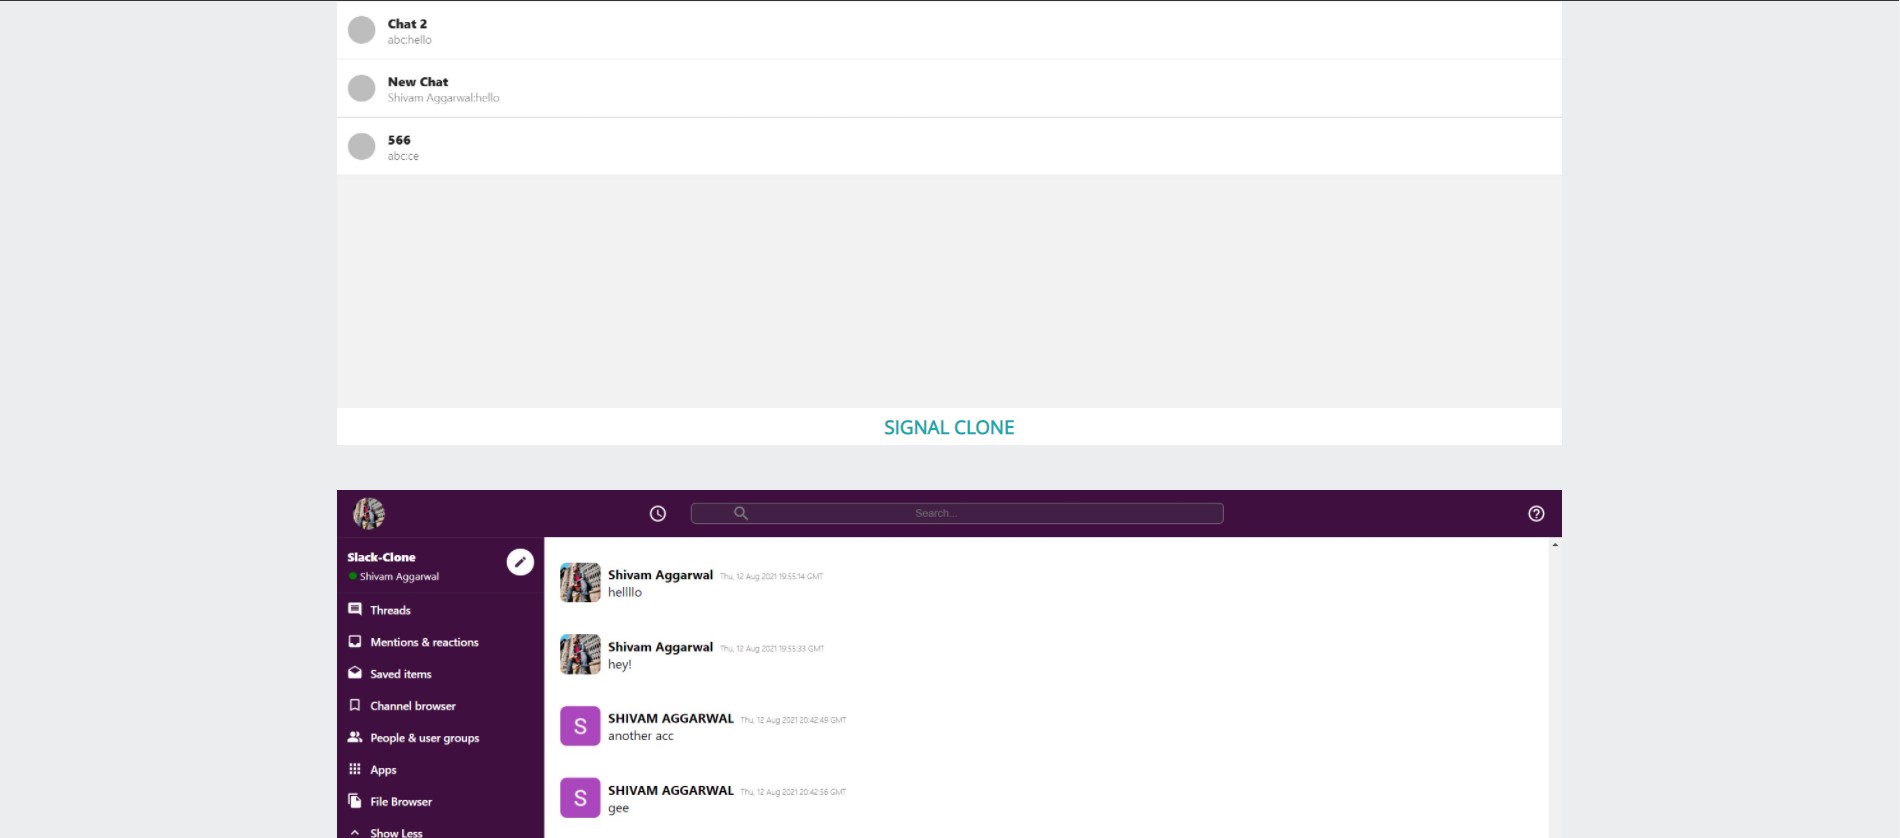 Chat 2
abc:hello
New Chat
Shivam Aggarwal:hello
566
abc:ce
SIGNAL CLONE
Search...
Slack-Clone
Shivam Aggarwal
Threads
Mentions & reactions
Saved items
Channel browser
People & user groups
Apps
File Browser
Show Less
Shivam Aggarwal Thu, 12 Aug 2021 19:55:14 GMT
hellllo
Shivam Aggarwal Thu, 12 Aug 2021 19:55:33 GMT
hey!
S
SHIVAM AGGARWAL Thu, 12 Aug 2021 20:42:49 GMT
another acc
S
SHIVAM AGGARWAL Thu, 12 Aug 2021 20:42:56 GMT
gee